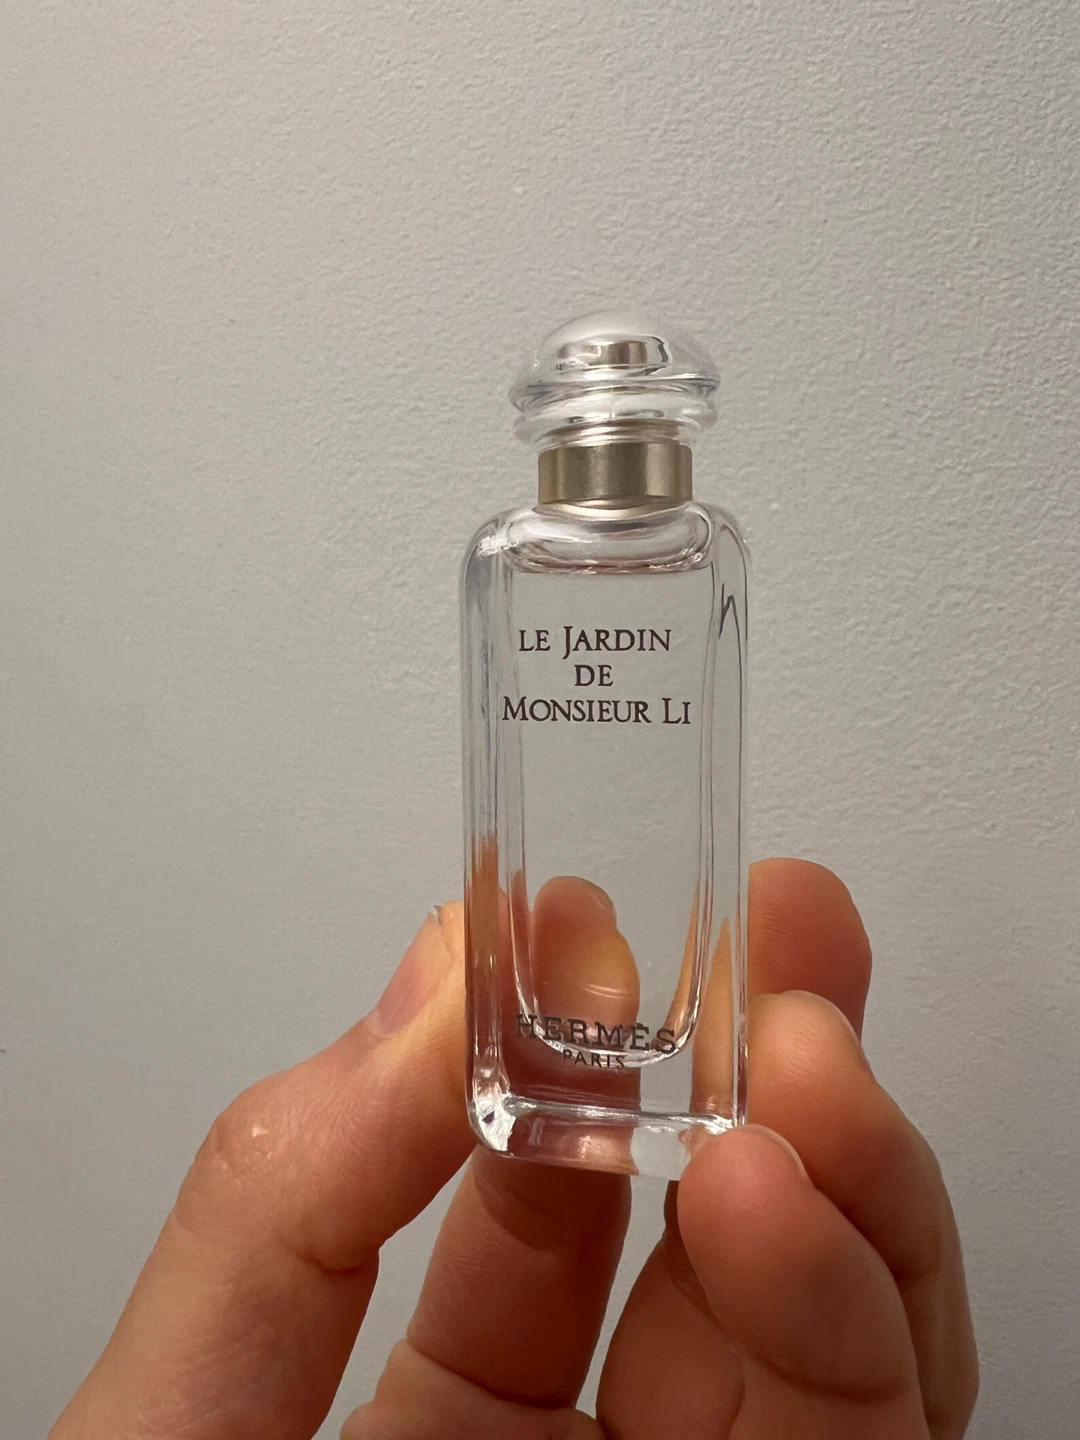 LE JARDIN
DE
MONSIEUR LI
HERMÈS
PARIS